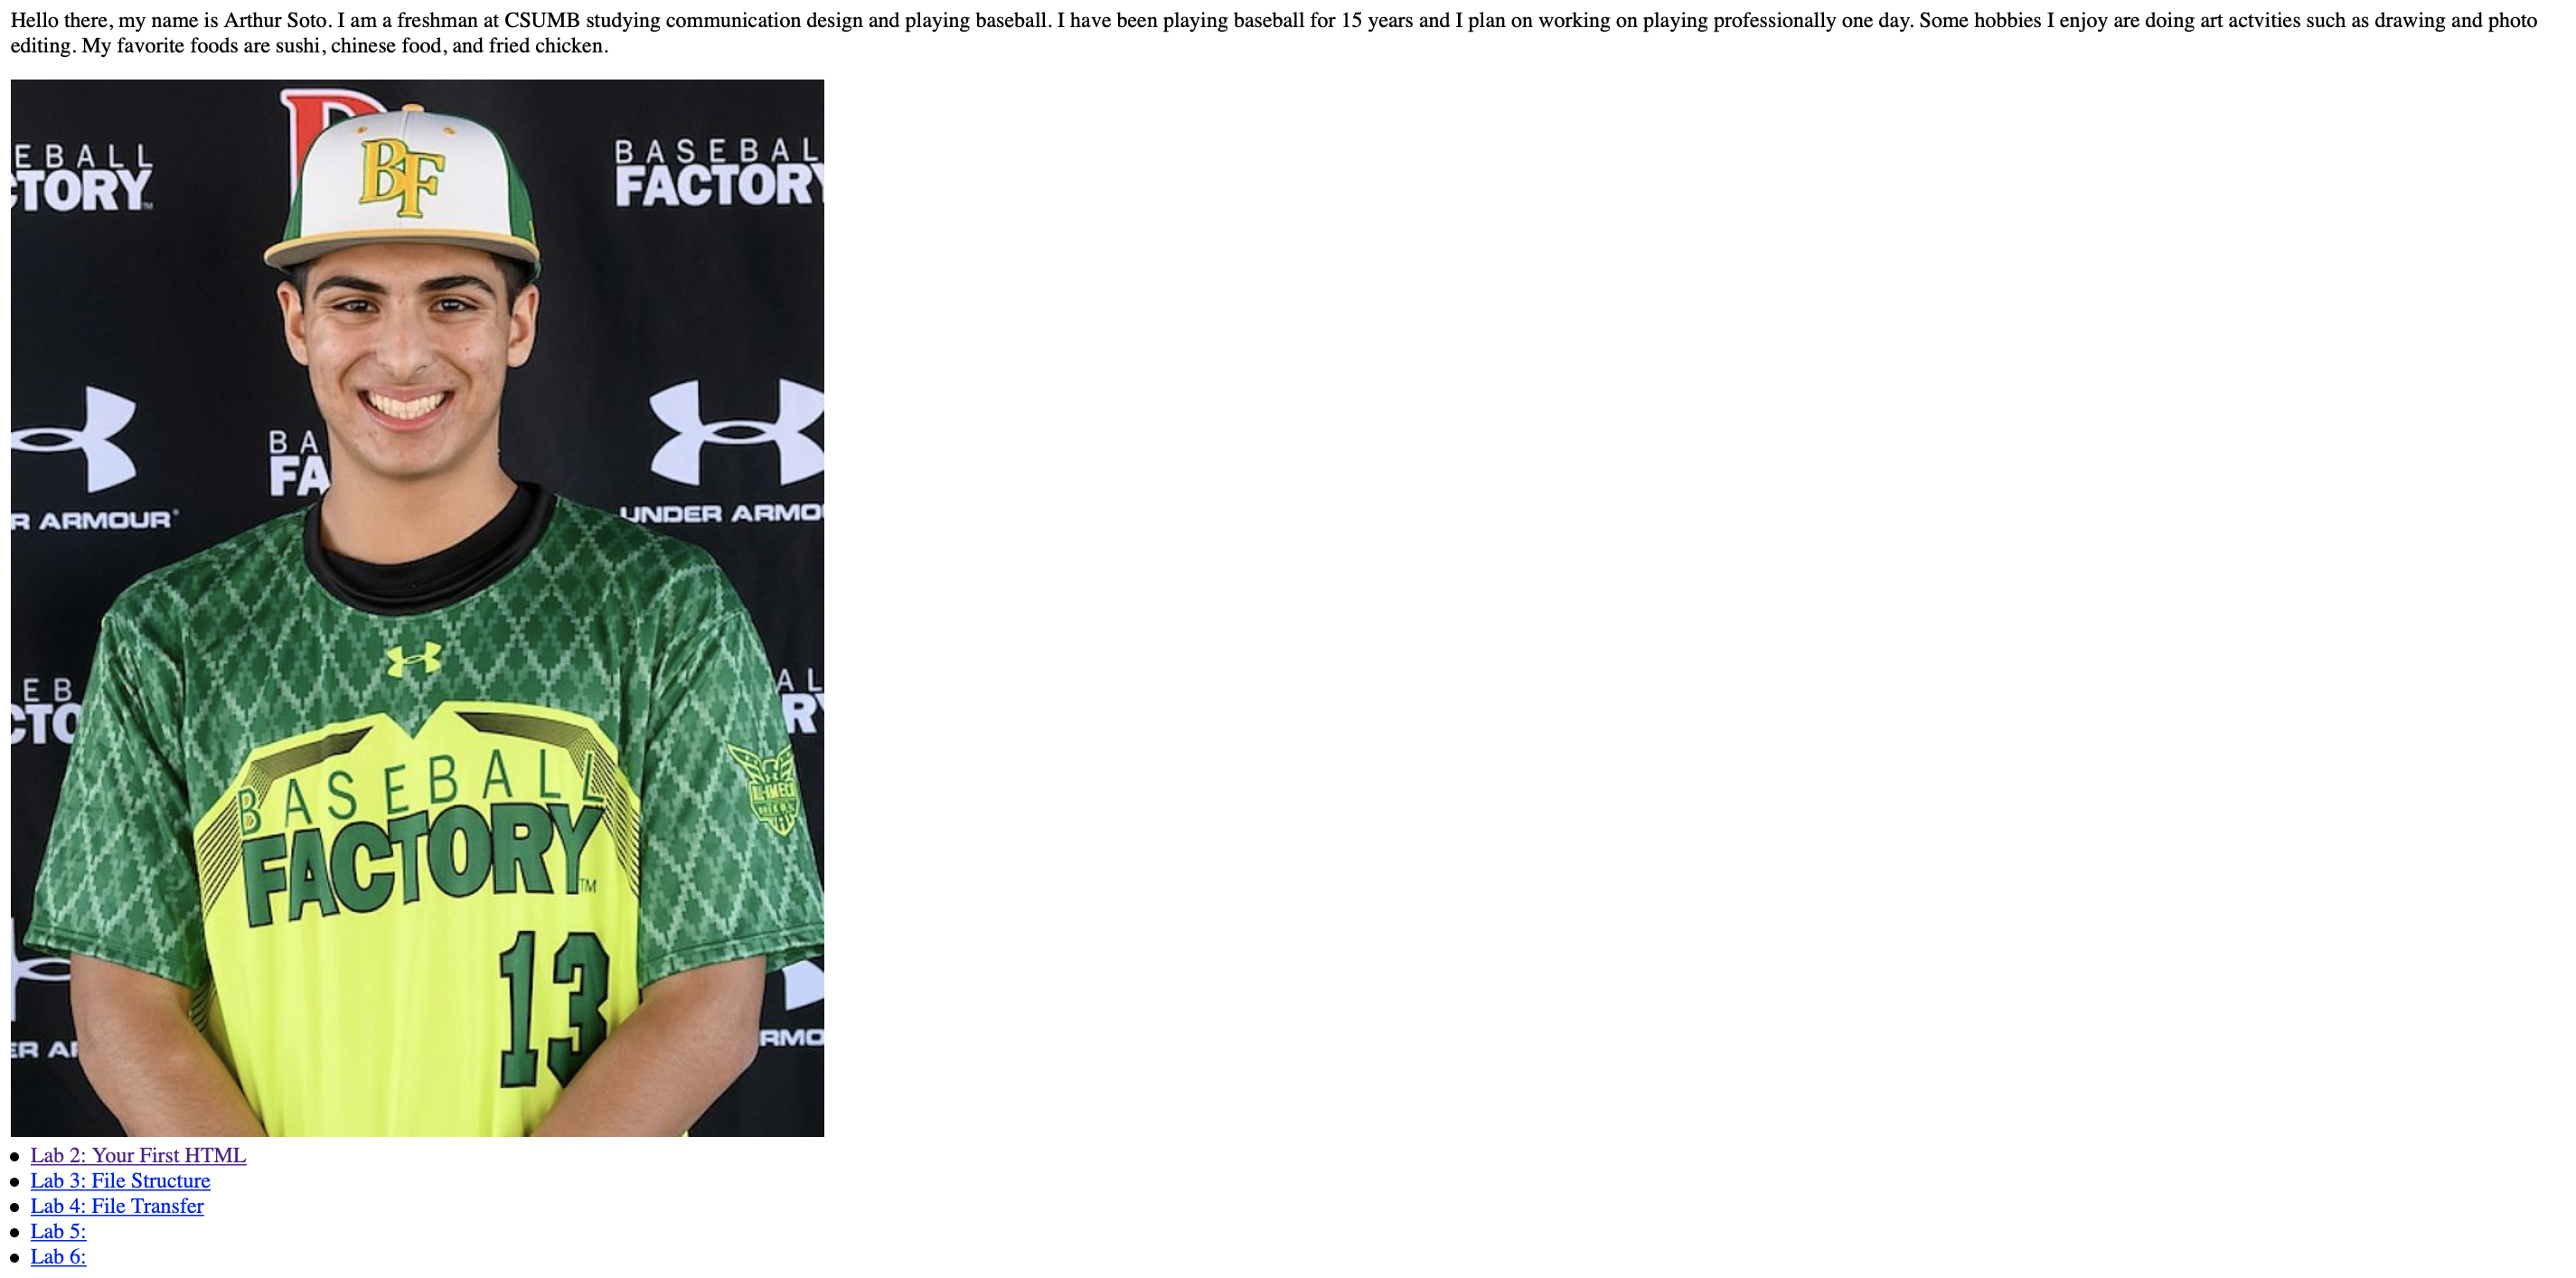 Hello there, my name is Arthur Soto. I am a freshman at CSUMB studying communication design and playing baseball. I have been playing baseball for 15 years and I plan on working on playing professionally one day. Some hobbies I enjoy are doing art actvities such as drawing and photo
editing. My favorite foods are sushi, chinese food, and fried chicken.
EBALL
TORY™
BF
BASEBAL
FACTORY
BA
FA
R ARMOUR®
UNDER ARMO
EB
CTO
AL
RY
BASEBALL
FACTORY™
13
ER AR
RMO
• Lab 2: Your First HTML
• Lab 3: File Structure
• Lab 4: File Transfer
• Lab 5:
• Lab 6: